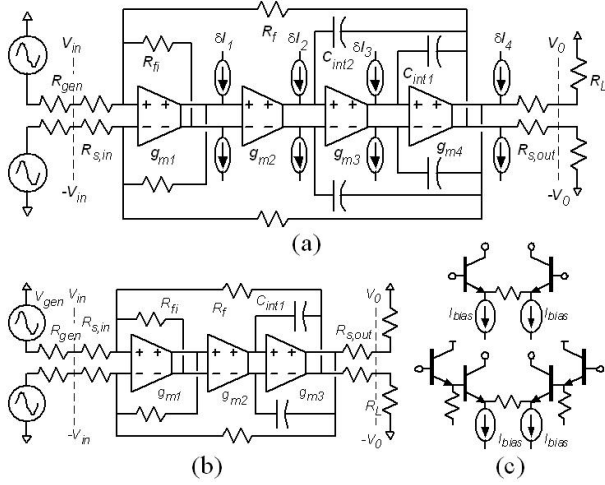 V_in
R_gen
R_s,in
-V_in
R_f
R_fi
δI_1
δI_2
δI_3
δI_4
C_int2
C_int1
+ +
+ +
+ +
+ +
- -
- -
- -
- -
g_m1
g_m2
g_m3
g_m4
V_0
R_L
R_s,out
-V_0
(a)
V_gen
V_in
R_gen
R_s,in
-V_in
R_fi
R_f
C_int1
+ +
+ +
+ +
- -
- -
- -
g_m1
g_m2
g_m3
V_0
R_s,out
R_L
-V_0
(b)
I_bias
I_bias
I_bias
I_bias
(c)